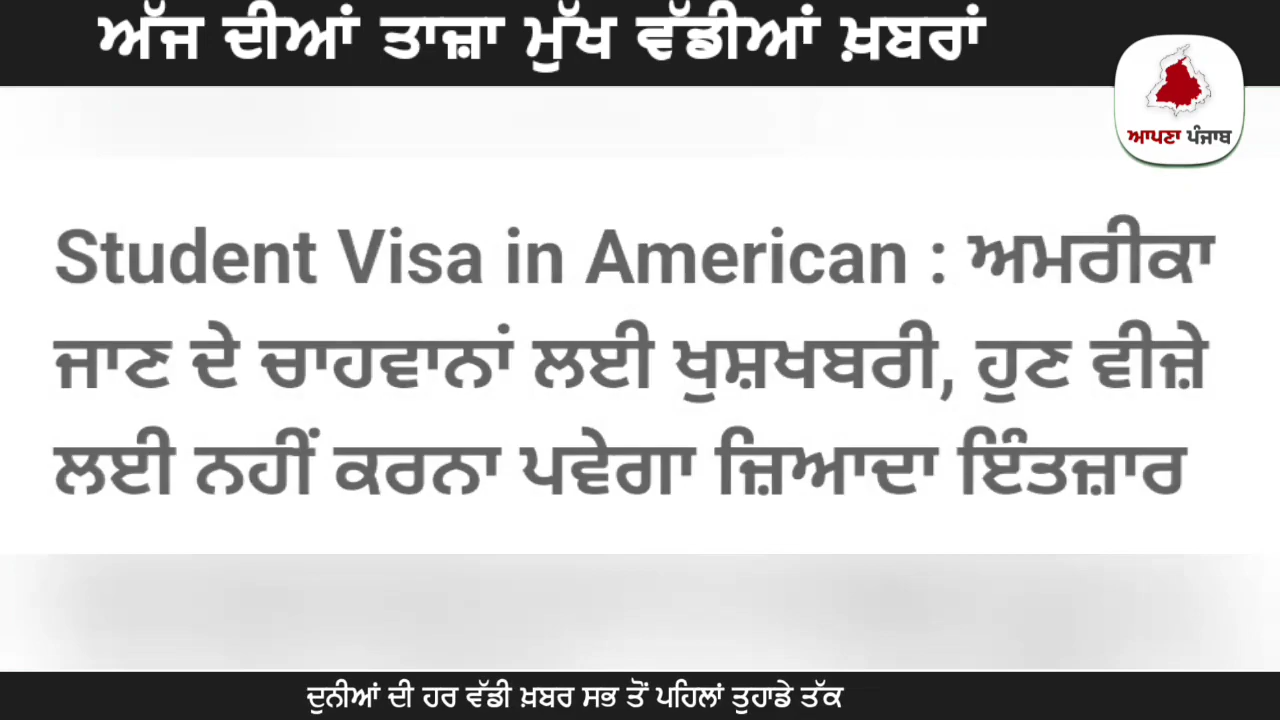 ਅੱਜ ਦੀਆਂ ਤਾਜ਼ਾ ਮੁੱਖ ਵੱਡੀਆਂ ਖ਼ਬਰਾਂ
ਆਪਣਾ ਪੰਜਾਬ
Student Visa in American : ਅਮਰੀਕਾ
ਜਾਣ ਦੇ ਚਾਹਵਾਨਾਂ ਲਈ ਖੁਸ਼ਖਬਰੀ, ਹੁਣ ਵੀਜ਼ੇ
ਲਈ ਨਹੀਂ ਕਰਨਾ ਪਵੇਗਾ ਜ਼ਿਆਦਾ ਇੰਤਜ਼ਾਰ
ਦੁਨੀਆਂ ਦੀ ਹਰ ਵੱਡੀ ਖ਼ਬਰ ਸਭ ਤੋਂ ਪਹਿਲਾਂ ਤੁਹਾਡੇ ਤੱਕ